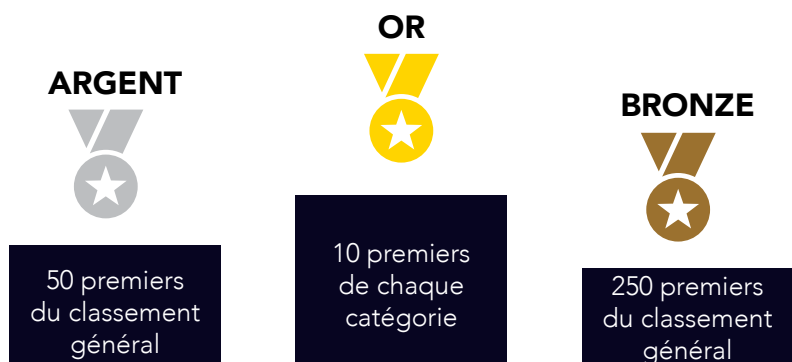 ARGENT
50 premiers
du classement
général
OR
10 premiers
de chaque
catégorie
BRONZE
250 premiers
du classement
général